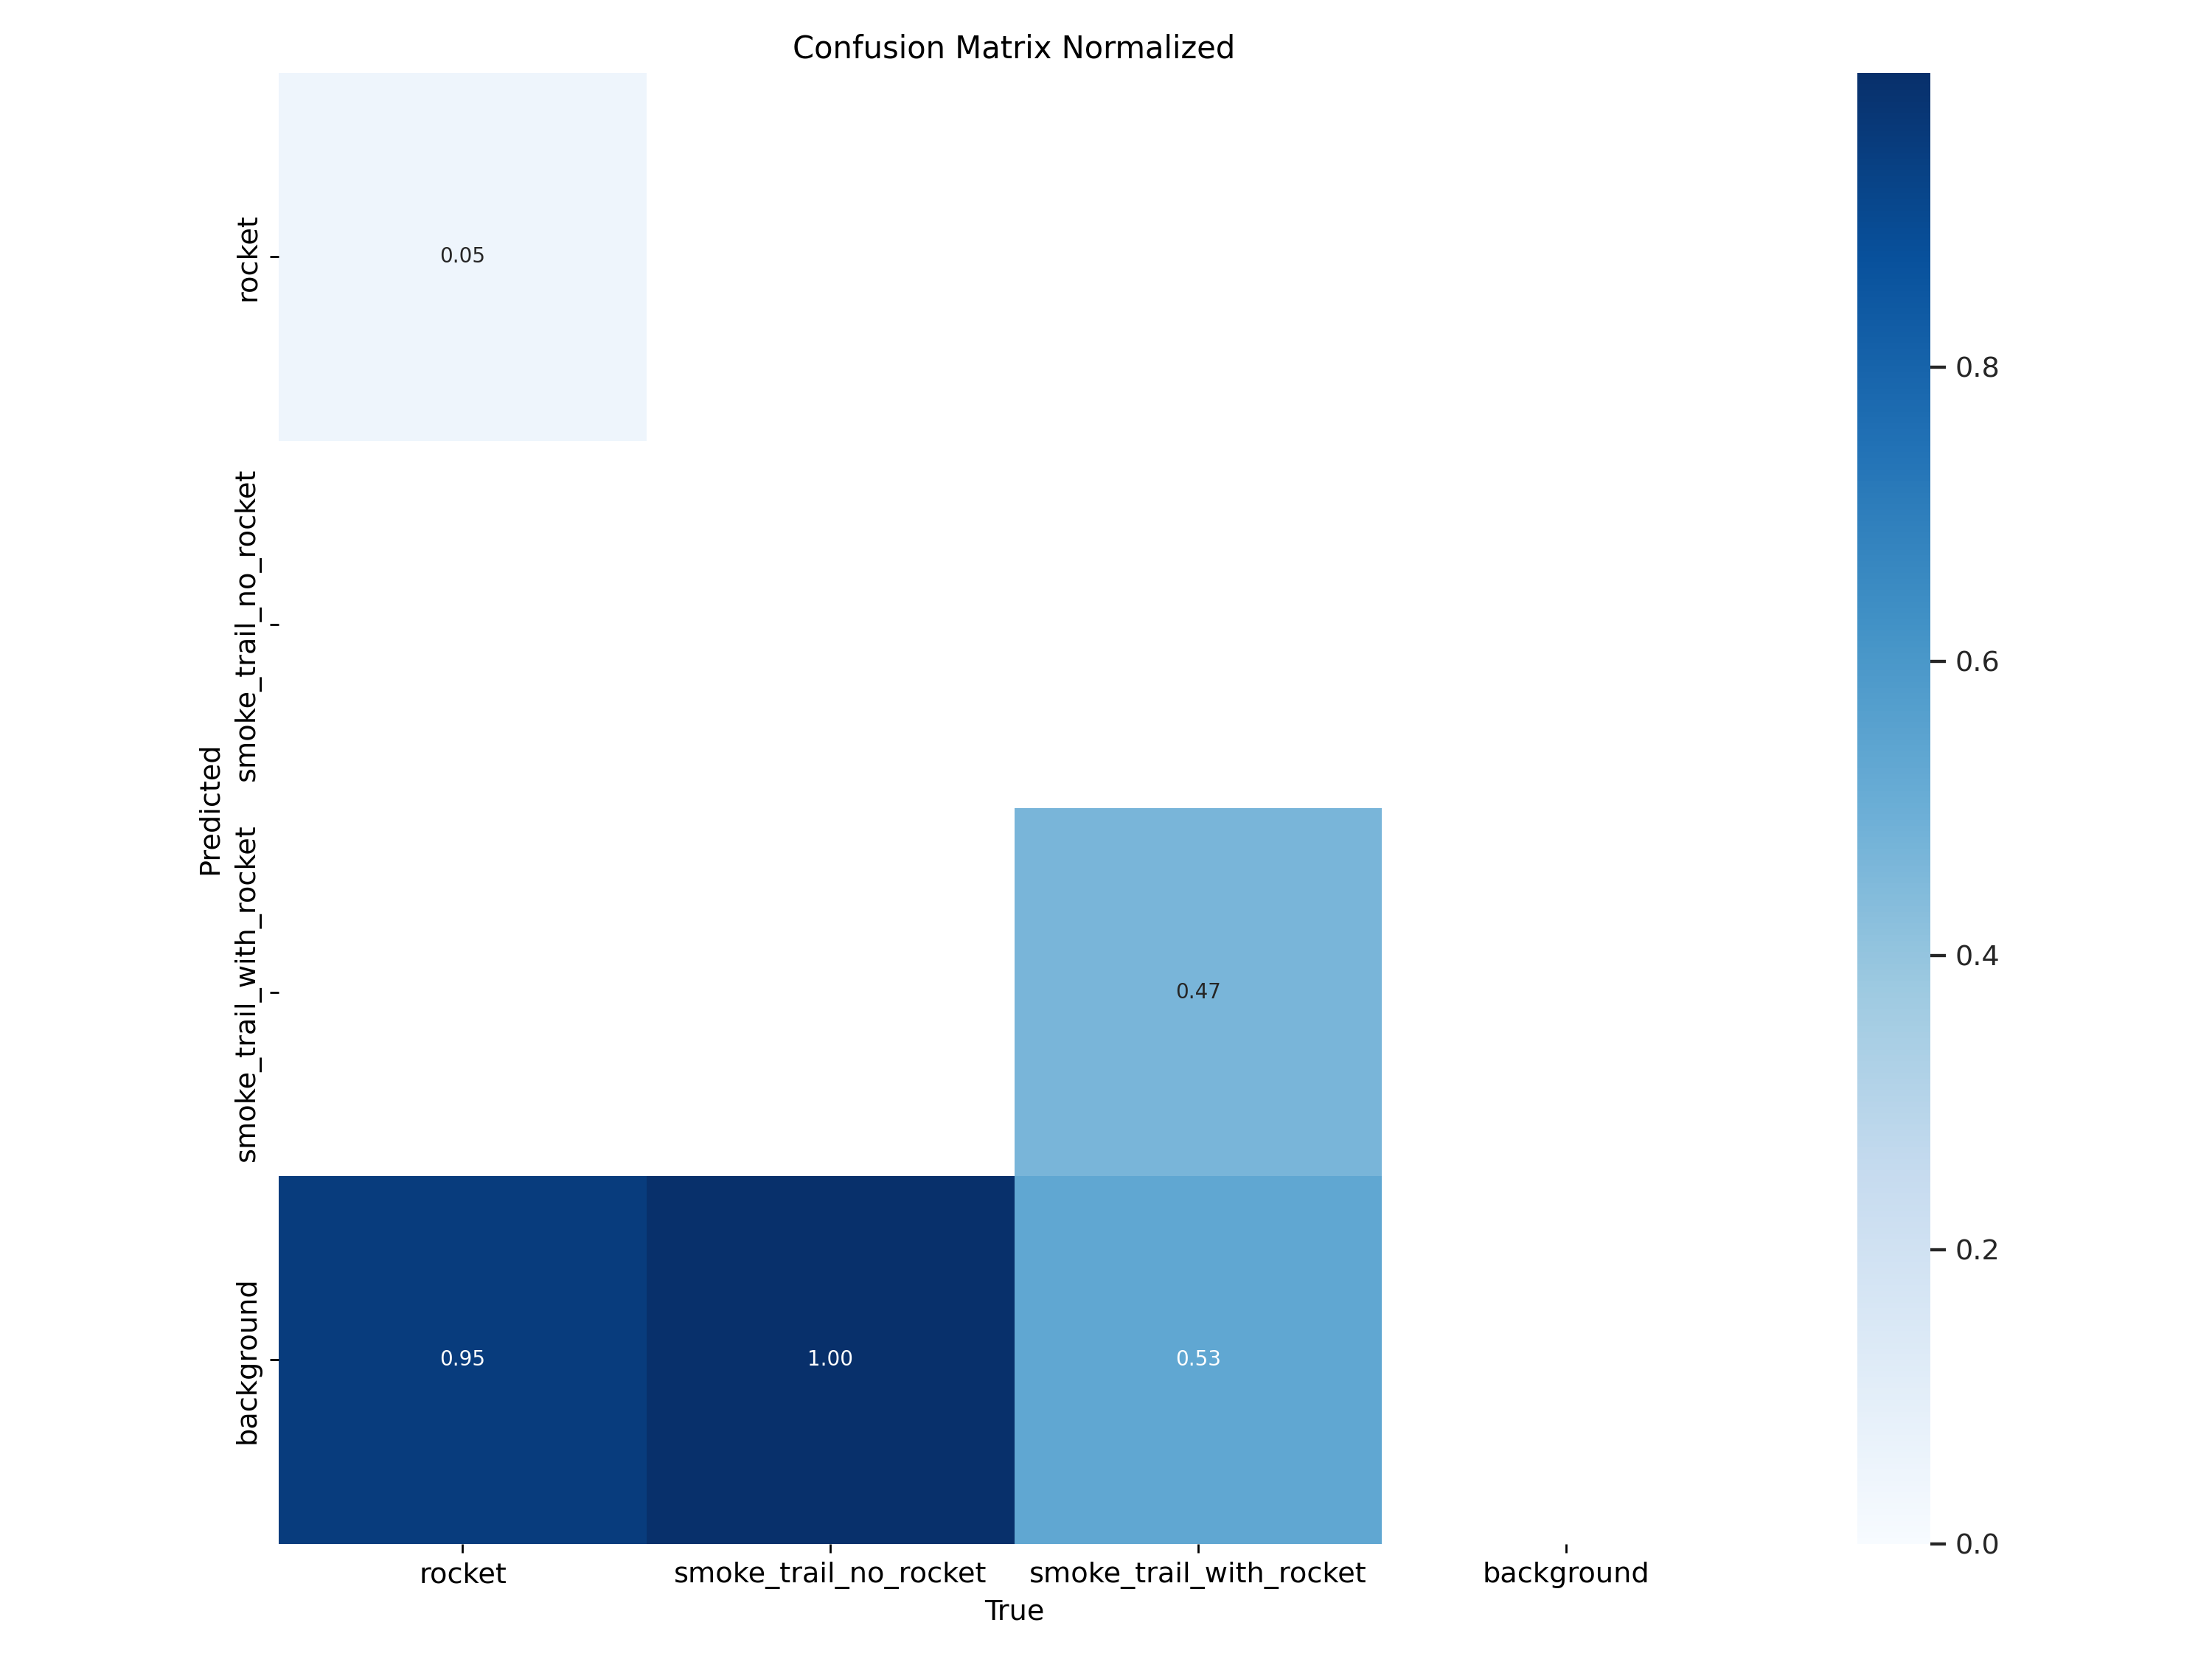 Confusion Matrix Normalized
rocket
smoke_trail_no_rocket
smoke_trail_with_rocket
background
Predicted
0.05
0.47
0.95
1.00
0.53
rocket
smoke_trail_no_rocket
smoke_trail_with_rocket
background
True
0.8
0.6
0.4
0.2
0.0